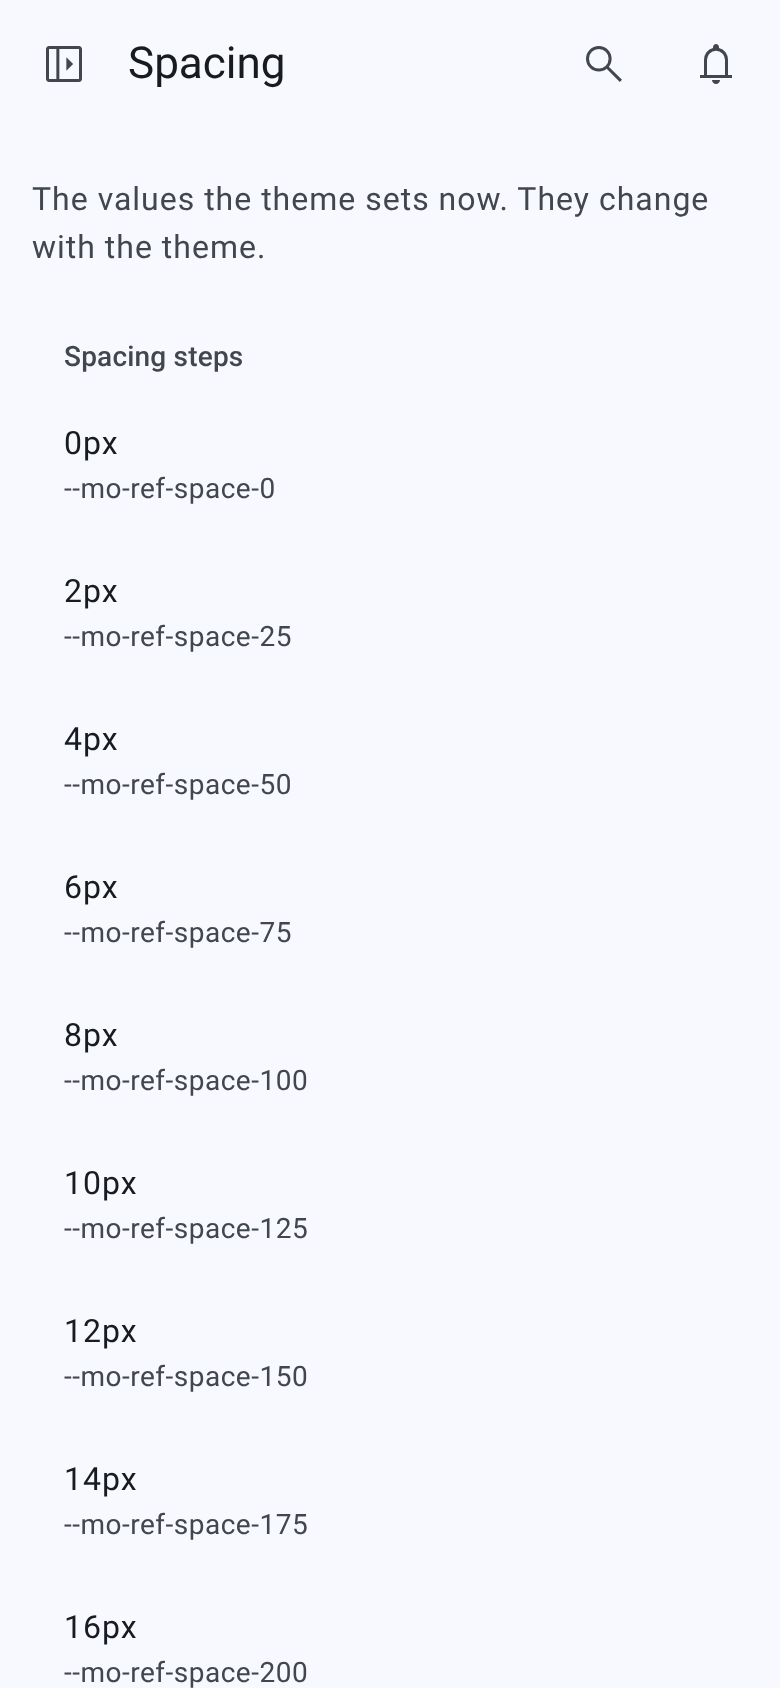 Spacing
The values the theme sets now. They change
with the theme.
Spacing steps
0px
--mo-ref-space-0
2px
--mo-ref-space-25
4px
--mo-ref-space-50
6px
--mo-ref-space-75
8px
--mo-ref-space-100
10px
--mo-ref-space-125
12px
--mo-ref-space-150
14px
--mo-ref-space-175
16px
--mo-ref-space-200